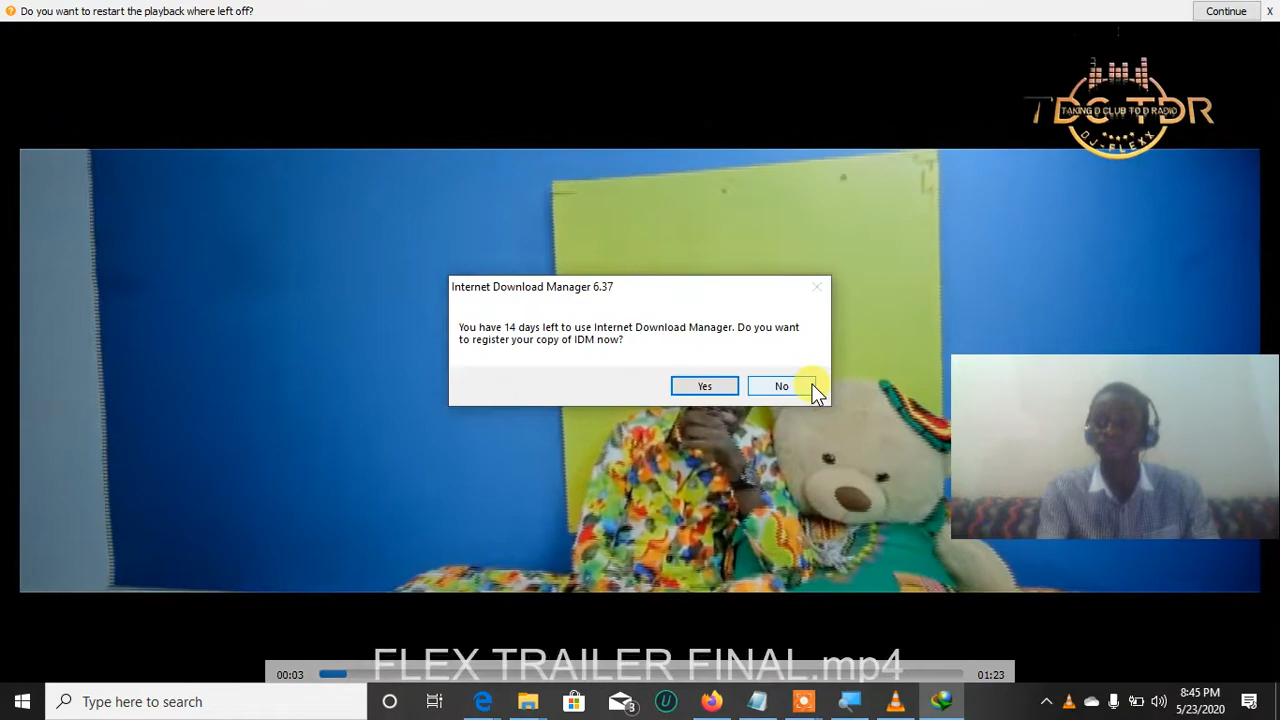 Do you want to restart the playback where left off?
Continue
X
TDC TDR
TAKING D CLUB TO D RADIO
DJ-FLEXX
Internet Download Manager 6.37
You have 14 days left to use Internet Download Manager. Do you want
to register your copy of IDM now?
Yes
No
FLEX TRAILER FINAL.mp4
00:03
01:23
Type here to search
3
8:45 PM
5/23/2020